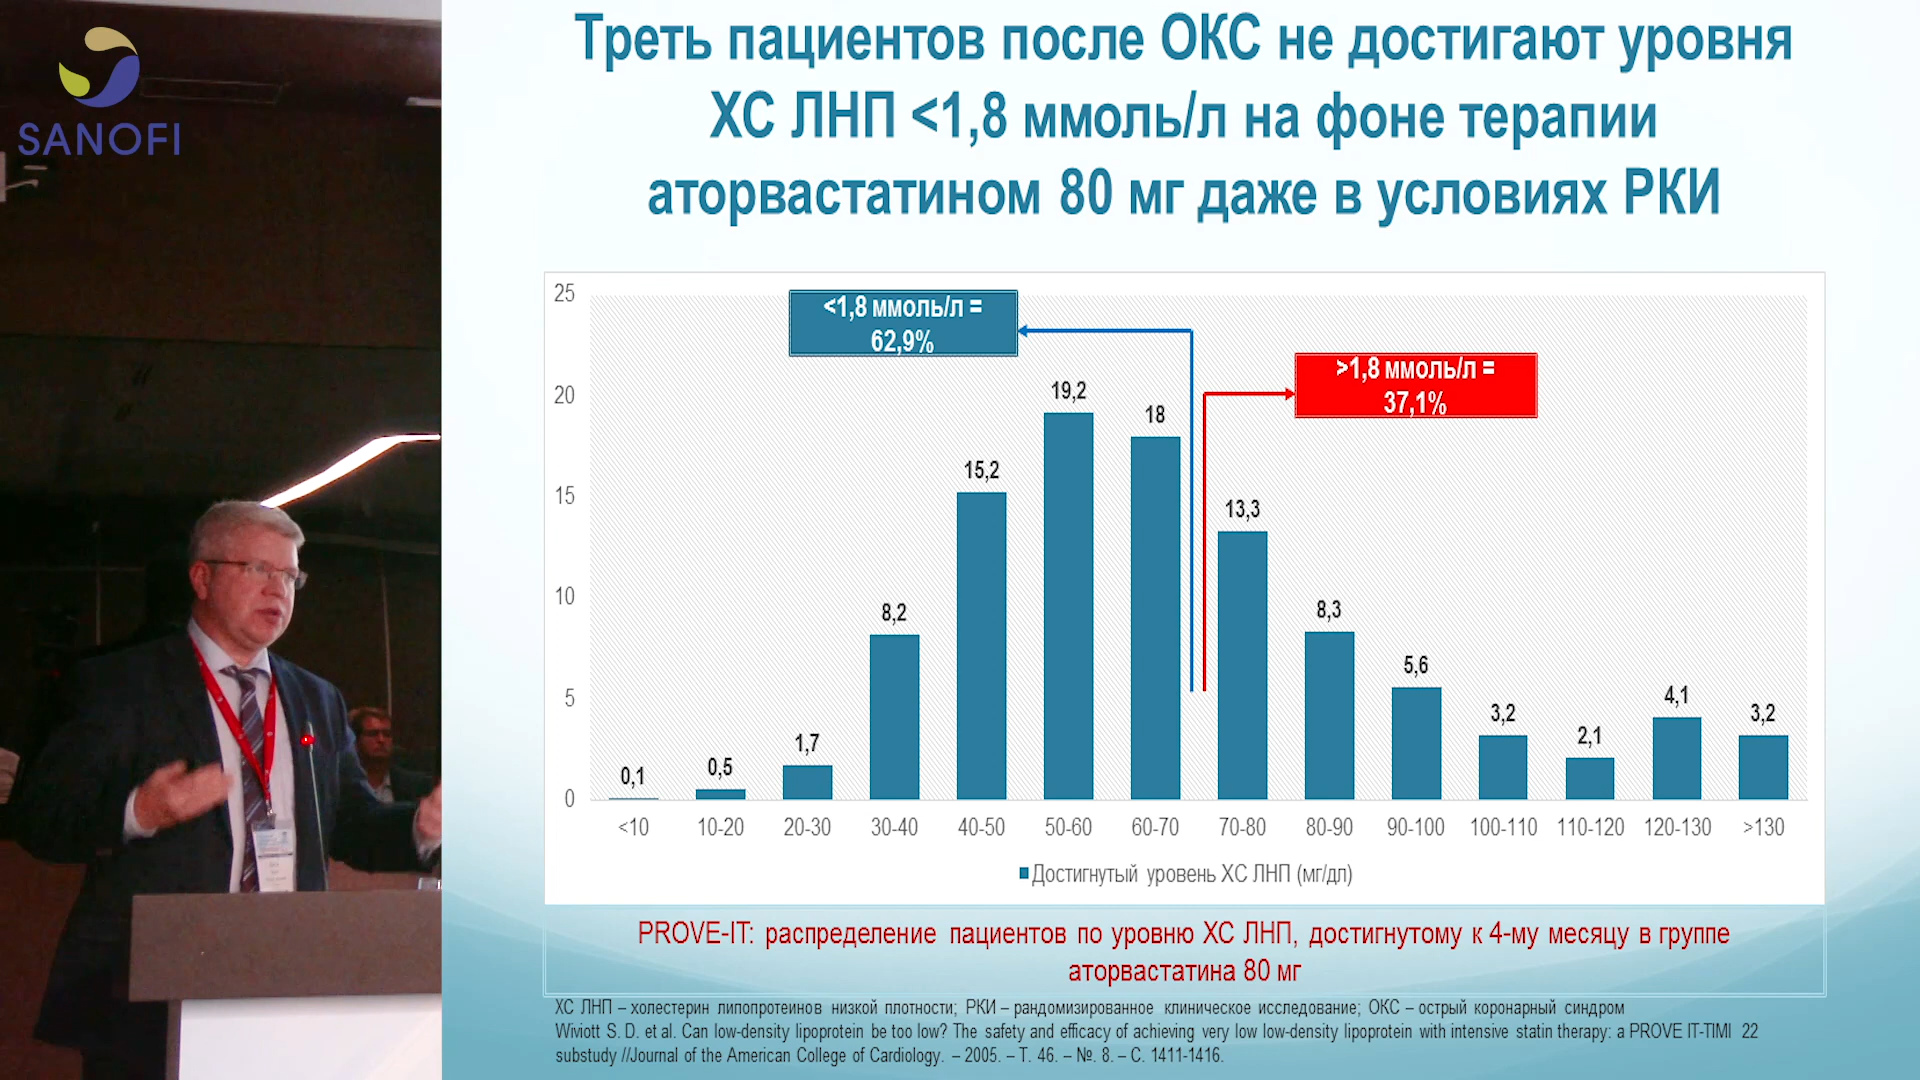 SANOFI
Треть пациентов после ОКС не достигают уровня
ХС ЛНП <1,8 ммоль/л на фоне терапии
аторвастатином 80 мг даже в условиях РКИ
25
20
15
10
5
0
<1,8 ммоль/л =
62,9%
>1,8 ммоль/л =
37,1%
0,1
0,5
1,7
8,2
15,2
19,2
18
13,3
8,3
5,6
3,2
2,1
4,1
3,2
<10 10-20 20-30 30-40 40-50 50-60 60-70 70-80 80-90 90-100 100-110 110-120 120-130 >130
Достигнутый уровень ХС ЛНП (мг/дл)
PROVE-IT: распределение пациентов по уровню ХС ЛНП, достигнутому к 4-му месяцу в группе
аторвастатина 80 мг
ХС ЛНП – холестерин липопротеинов низкой плотности; РКИ – рандомизированное клиническое исследование; ОКС – острый коронарный синдром
Wiviott S. D. et al. Can low-density lipoprotein be too low? The safety and efficacy of achieving very low low-density lipoprotein with intensive statin therapy: a PROVE IT-TIMI 22
substudy //Journal of the American College of Cardiology. – 2005. – Т. 46. – №. 8. – С. 1411-1416.